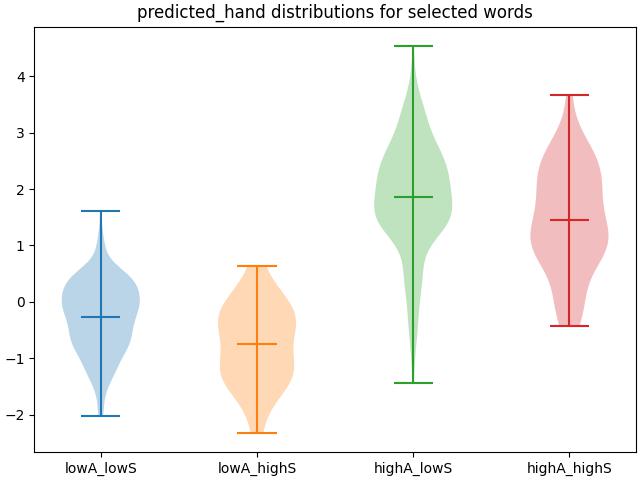 predicted_hand distributions for selected words
4
3
2
1
0
−1
−2
lowA_lowS
lowA_highS
highA_lowS
highA_highS